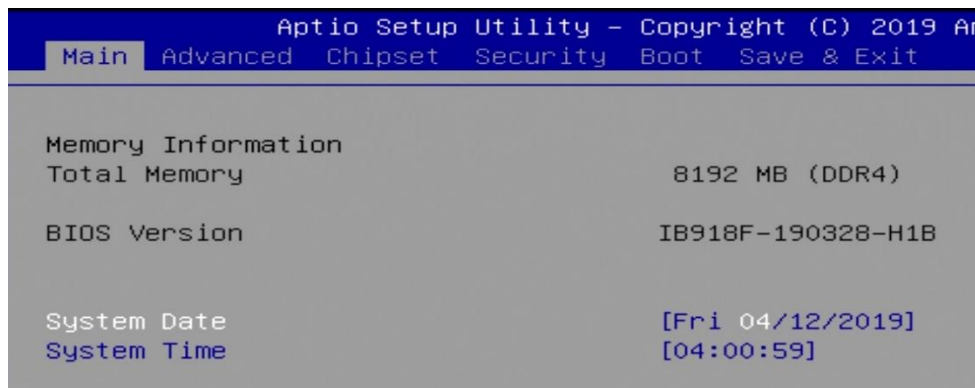 Aptio Setup Utility – Copyright (C) 2019
Main Advanced Chipset Security Boot Save & Exit
Memory Information
Total Memory 8192 MB (DDR4)
BIOS Version IB918F-190328-H1B
System Date [Fri 04/12/2019]
System Time [04:00:59]